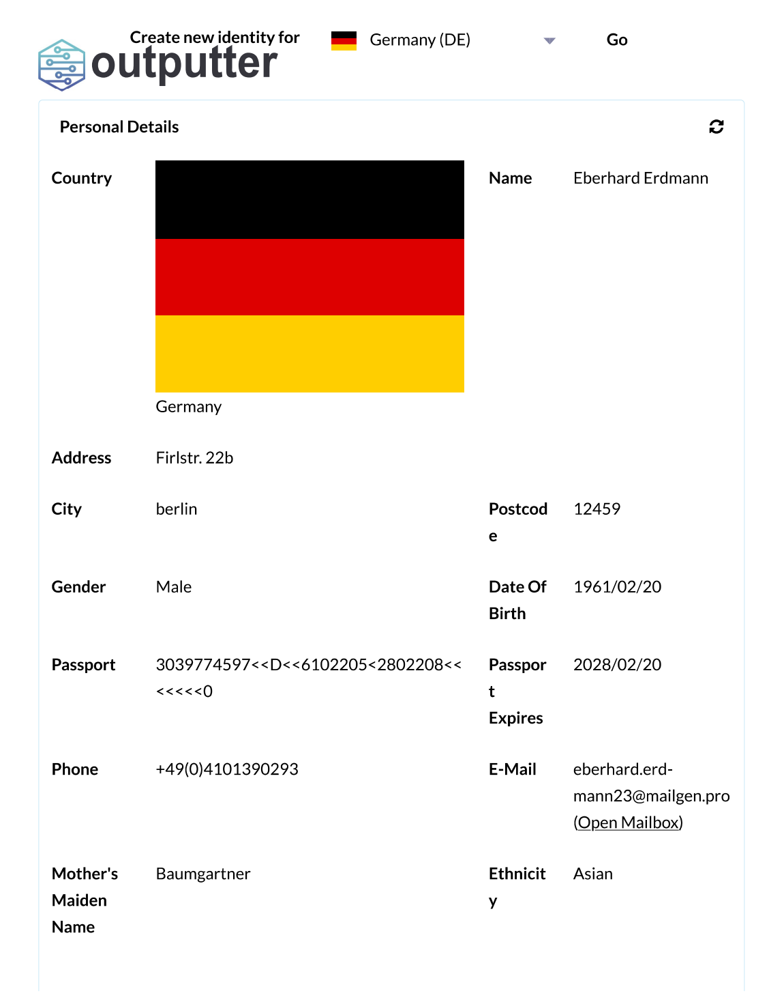 Create new identity for
Germany (DE)
Go
outputter
Personal Details
Country
Name
Eberhard Erdmann
Germany
Address
Firlstr. 22b
City
berlin
Postcod
e
12459
Gender
Male
Date Of
Birth
1961/02/20
Passport
3039774597<<D<<6102205<2802208<<
<<<<<0
Passpor
t
Expires
2028/02/20
Phone
+49(0)4101390293
E-Mail
eberhard.erd-
mann23@mailgen.pro
(Open Mailbox)
Mother's
Maiden
Name
Baumgartner
Ethnicit
y
Asian